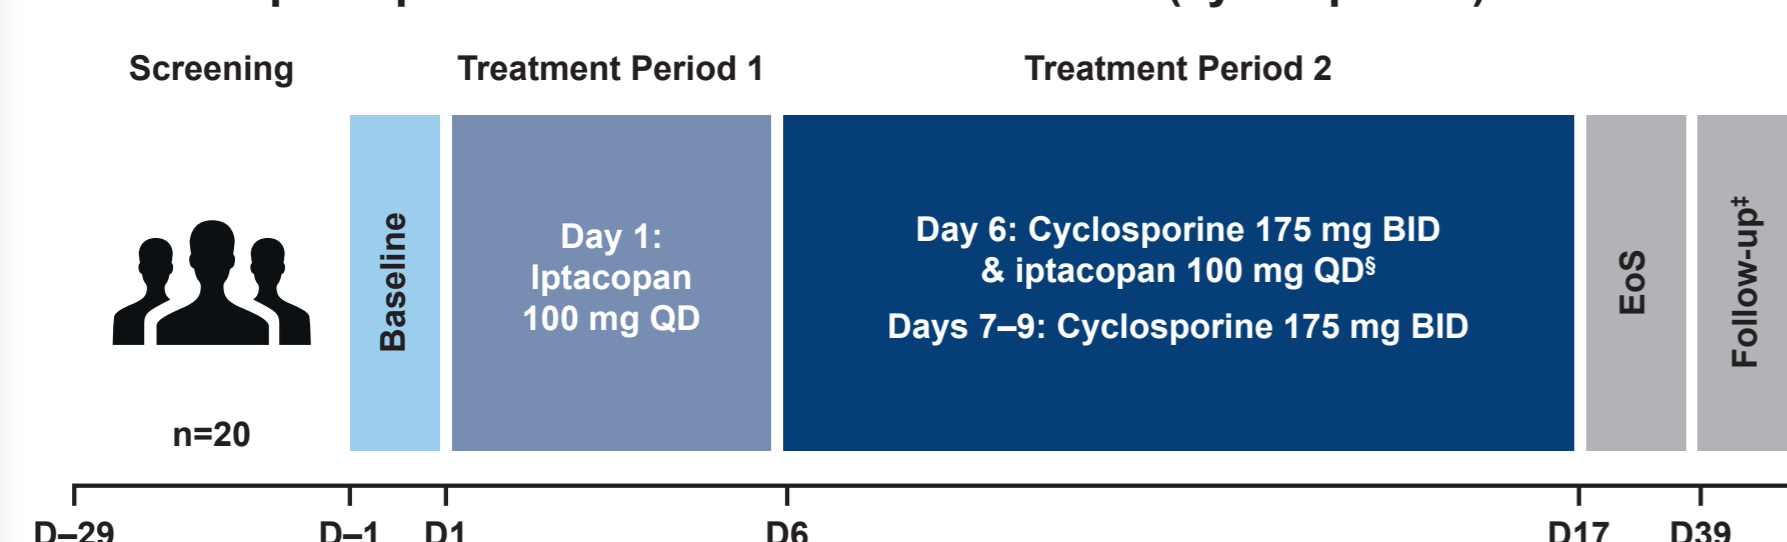 Screening
Treatment Period 1
Treatment Period 2
Baseline
Day 1:
Iptacopan
100 mg QD
Day 6: Cyclosporine 175 mg BID
& iptacopan 100 mg QD§
Days 7–9: Cyclosporine 175 mg BID
EoS
Follow-up‡
n=20
D–29
D–1
D1
D6
D17
D39